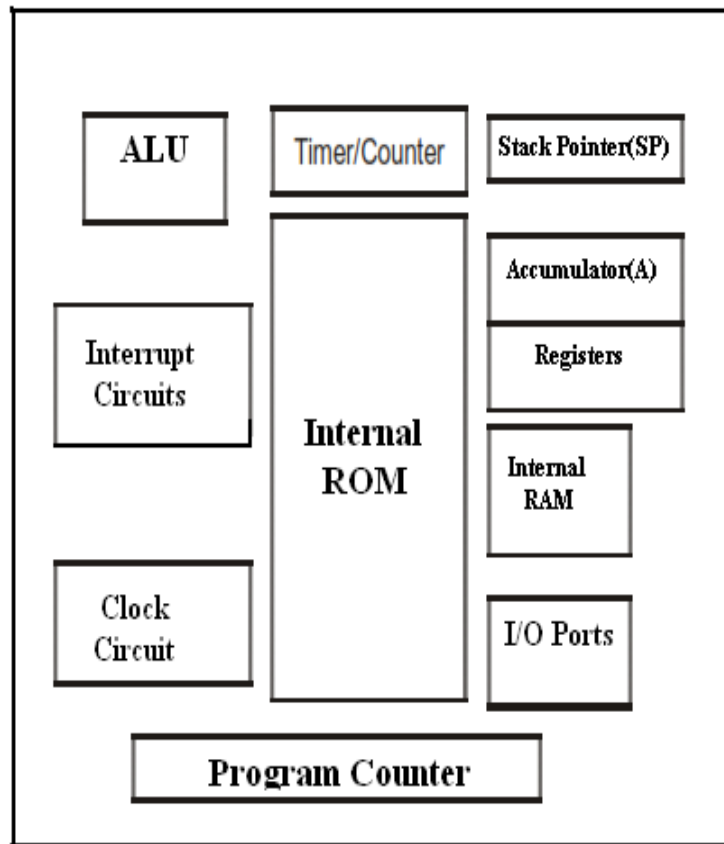 ALU
Timer/Counter
Stack Pointer(SP)
Accumulator(A)
Registers
Interrupt
Circuits
Internal
ROM
Internal
RAM
Clock
Circuit
I/O Ports
Program Counter